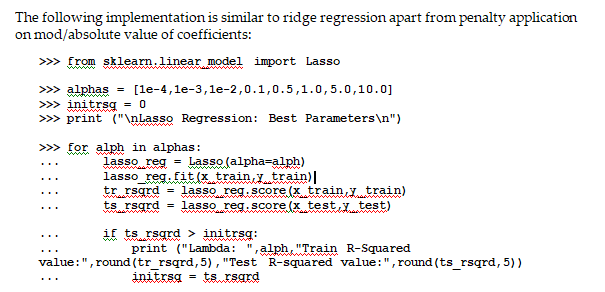 The following implementation is similar to ridge regression apart from penalty application
on mod/absolute value of coefficients:
>>> from sklearn.linear_model import Lasso
>>> alphas = [1e-4,1e-3,1e-2,0.1,0.5,1.0,5.0,10.0]
>>> initrsq = 0
>>> print ("\nLasso Regression: Best Parameters\n")
>>> for alph in alphas:
... lasso_reg = Lasso(alpha=alph)
... lasso_reg.fit(x_train,y_train)
... tr_rsqrd = lasso_reg.score(x_train,y_train)
... ts_rsqrd = lasso_reg.score(x_test,y_test)
... if ts_rsqrd > initrsq:
... print ("Lambda: ",alph,"Train R-Squared
value:",round(tr_rsqrd,5),"Test R-squared value:",round(ts_rsqrd,5))
... initrsq = ts_rsqrd